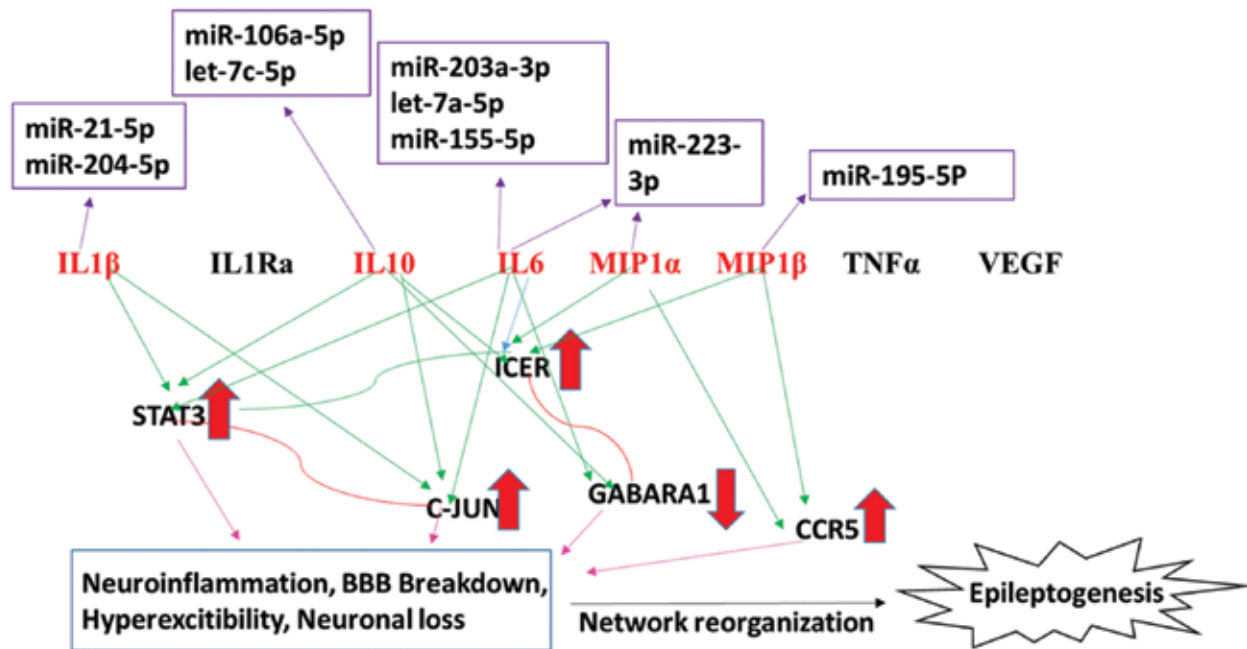 miR-106a-5p
let-7c-5p
miR-203a-3p
let-7a-5p
miR-155-5p
miR-21-5p
miR-204-5p
miR-223-
3p
miR-195-5P
IL1β IL1Ra IL10 IL6 MIP1α MIP1β TNFα VEGF
ICER
STAT3
C-JUN
GABARA1
CCR5
Neuroinflammation, BBB Breakdown,
Hyperexcitibility, Neuronal loss
Network reorganization
Epileptogenesis